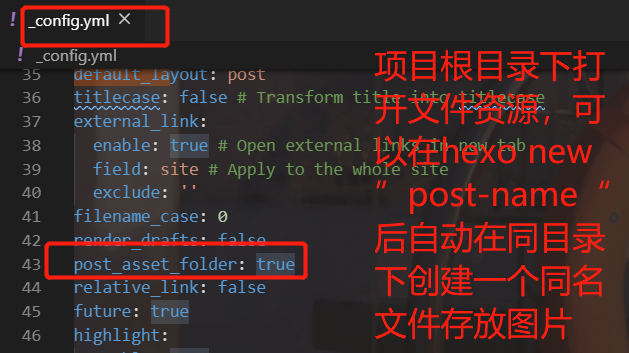 ! _config.yml ×
! _config.yml
35 default_layout: post
36 titlecase: false # Transform title into titlecase
37 external_link:
38 enable: true # Open external links in new tab
39 field: site # Apply to the whole site
40 exclude: ''
41 filename_case: 0
42 render_drafts: false
43 post_asset_folder: true
44 relative_link: false
45 future: true
46 highlight:
项目根目录下打
开文件资源，可
以在hexo new
”post-name“
后自动在同目录
下创建一个同名
文件存放图片